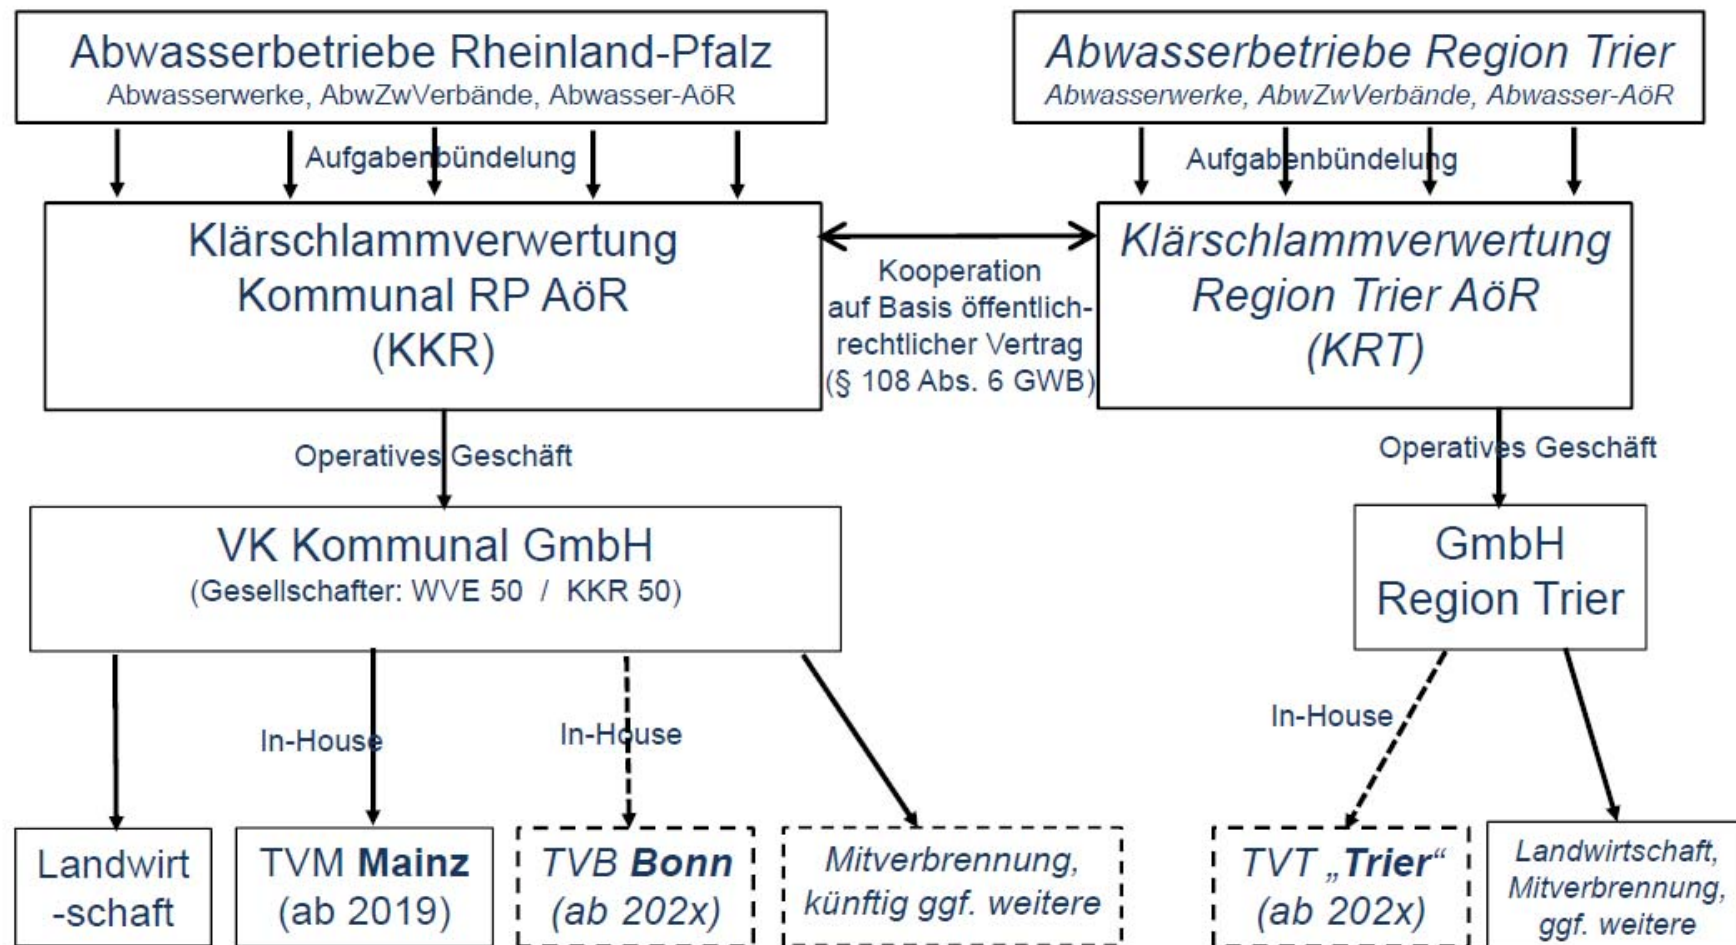 Abwasserbetriebe Rheinland-Pfalz
Abwasserwerke, AbwZwVerbände, Abwasser-AöR
Abwasserbetriebe Region Trier
Abwasserwerke, AbwZwVerbände, Abwasser-AöR
Aufgabenbündelung
Aufgabenbündelung
Klärschlammverwertung
Kommunal RP AöR
(KKR)
Kooperation
auf Basis öffentlich-
rechtlicher Vertrag
(§ 108 Abs. 6 GWB)
Klärschlammverwertung
Region Trier AöR
(KRT)
Operatives Geschäft
Operatives Geschäft
VK Kommunal GmbH
(Gesellschafter: WVE 50 / KKR 50)
GmbH
Region Trier
In-House
In-House
In-House
Landwirt
-schaft
TVM Mainz
(ab 2019)
TVB Bonn
(ab 202x)
Mitverbrennung,
künftig ggf. weitere
TVT „Trier“
(ab 202x)
Landwirtschaft,
Mitverbrennung,
ggf. weitere